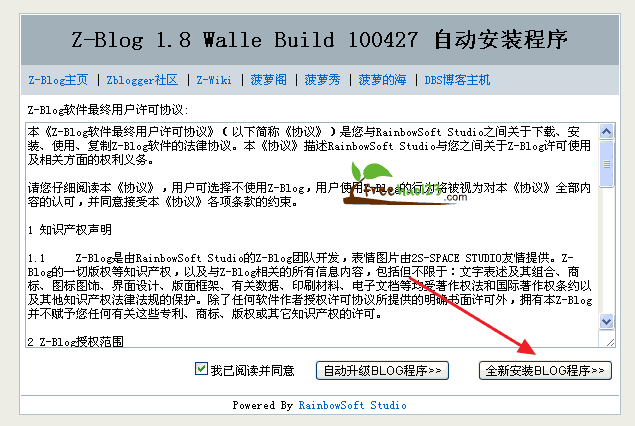 Z-Blog 1.8 Walle Build 100427 自动安装程序
Z-Blog主页 | Zblogger社区 | Z-Wiki | 菠萝阁 | 菠萝秀 | 菠萝的海 | DBS博客主机
Z-Blog软件最终用户许可协议:
本《Z-Blog软件最终用户许可协议》(以下简称《协议》)是您与RainbowSoft Studio之间关于下载、安
装、使用、复制Z-Blog软件的法律协议。本《协议》描述RainbowSoft Studio与您之间关于Z-Blog许可使用
及相关方面的权利义务。
请您仔细阅读本《协议》,用户可选择不使用Z-Blog,用户使用Z-Blog的行为将被视为对本《协议》全部内
容的认可,并同意接受本《协议》各项条款的约束。
1 知识产权声明
1.1 Z-Blog是由RainbowSoft Studio的Z-Blog团队开发,表情图片由2S-SPACE STUDIO友情提供。Z-
Blog的一切版权等知识产权,以及与Z-Blog相关的所有信息内容,包括但不限于:文字表述及其组合、商
标、图标图饰、界面设计、版面框架、有关数据、印刷材料、电子文档等均受著作权法和国际著作权条约以
及其他知识产权法律法规的保护。除了任何软件作者授权许可协议所提供的明确书面许可外,拥有本Z-Blog
并不赋予您任何有关这些专利、商标、版权或其它知识产权的许可。
2 Z-Blog授权范围
我已阅读并同意 自动升级BLOG程序>> 全新安装BLOG程序>>
Powered By RainbowSoft Studio